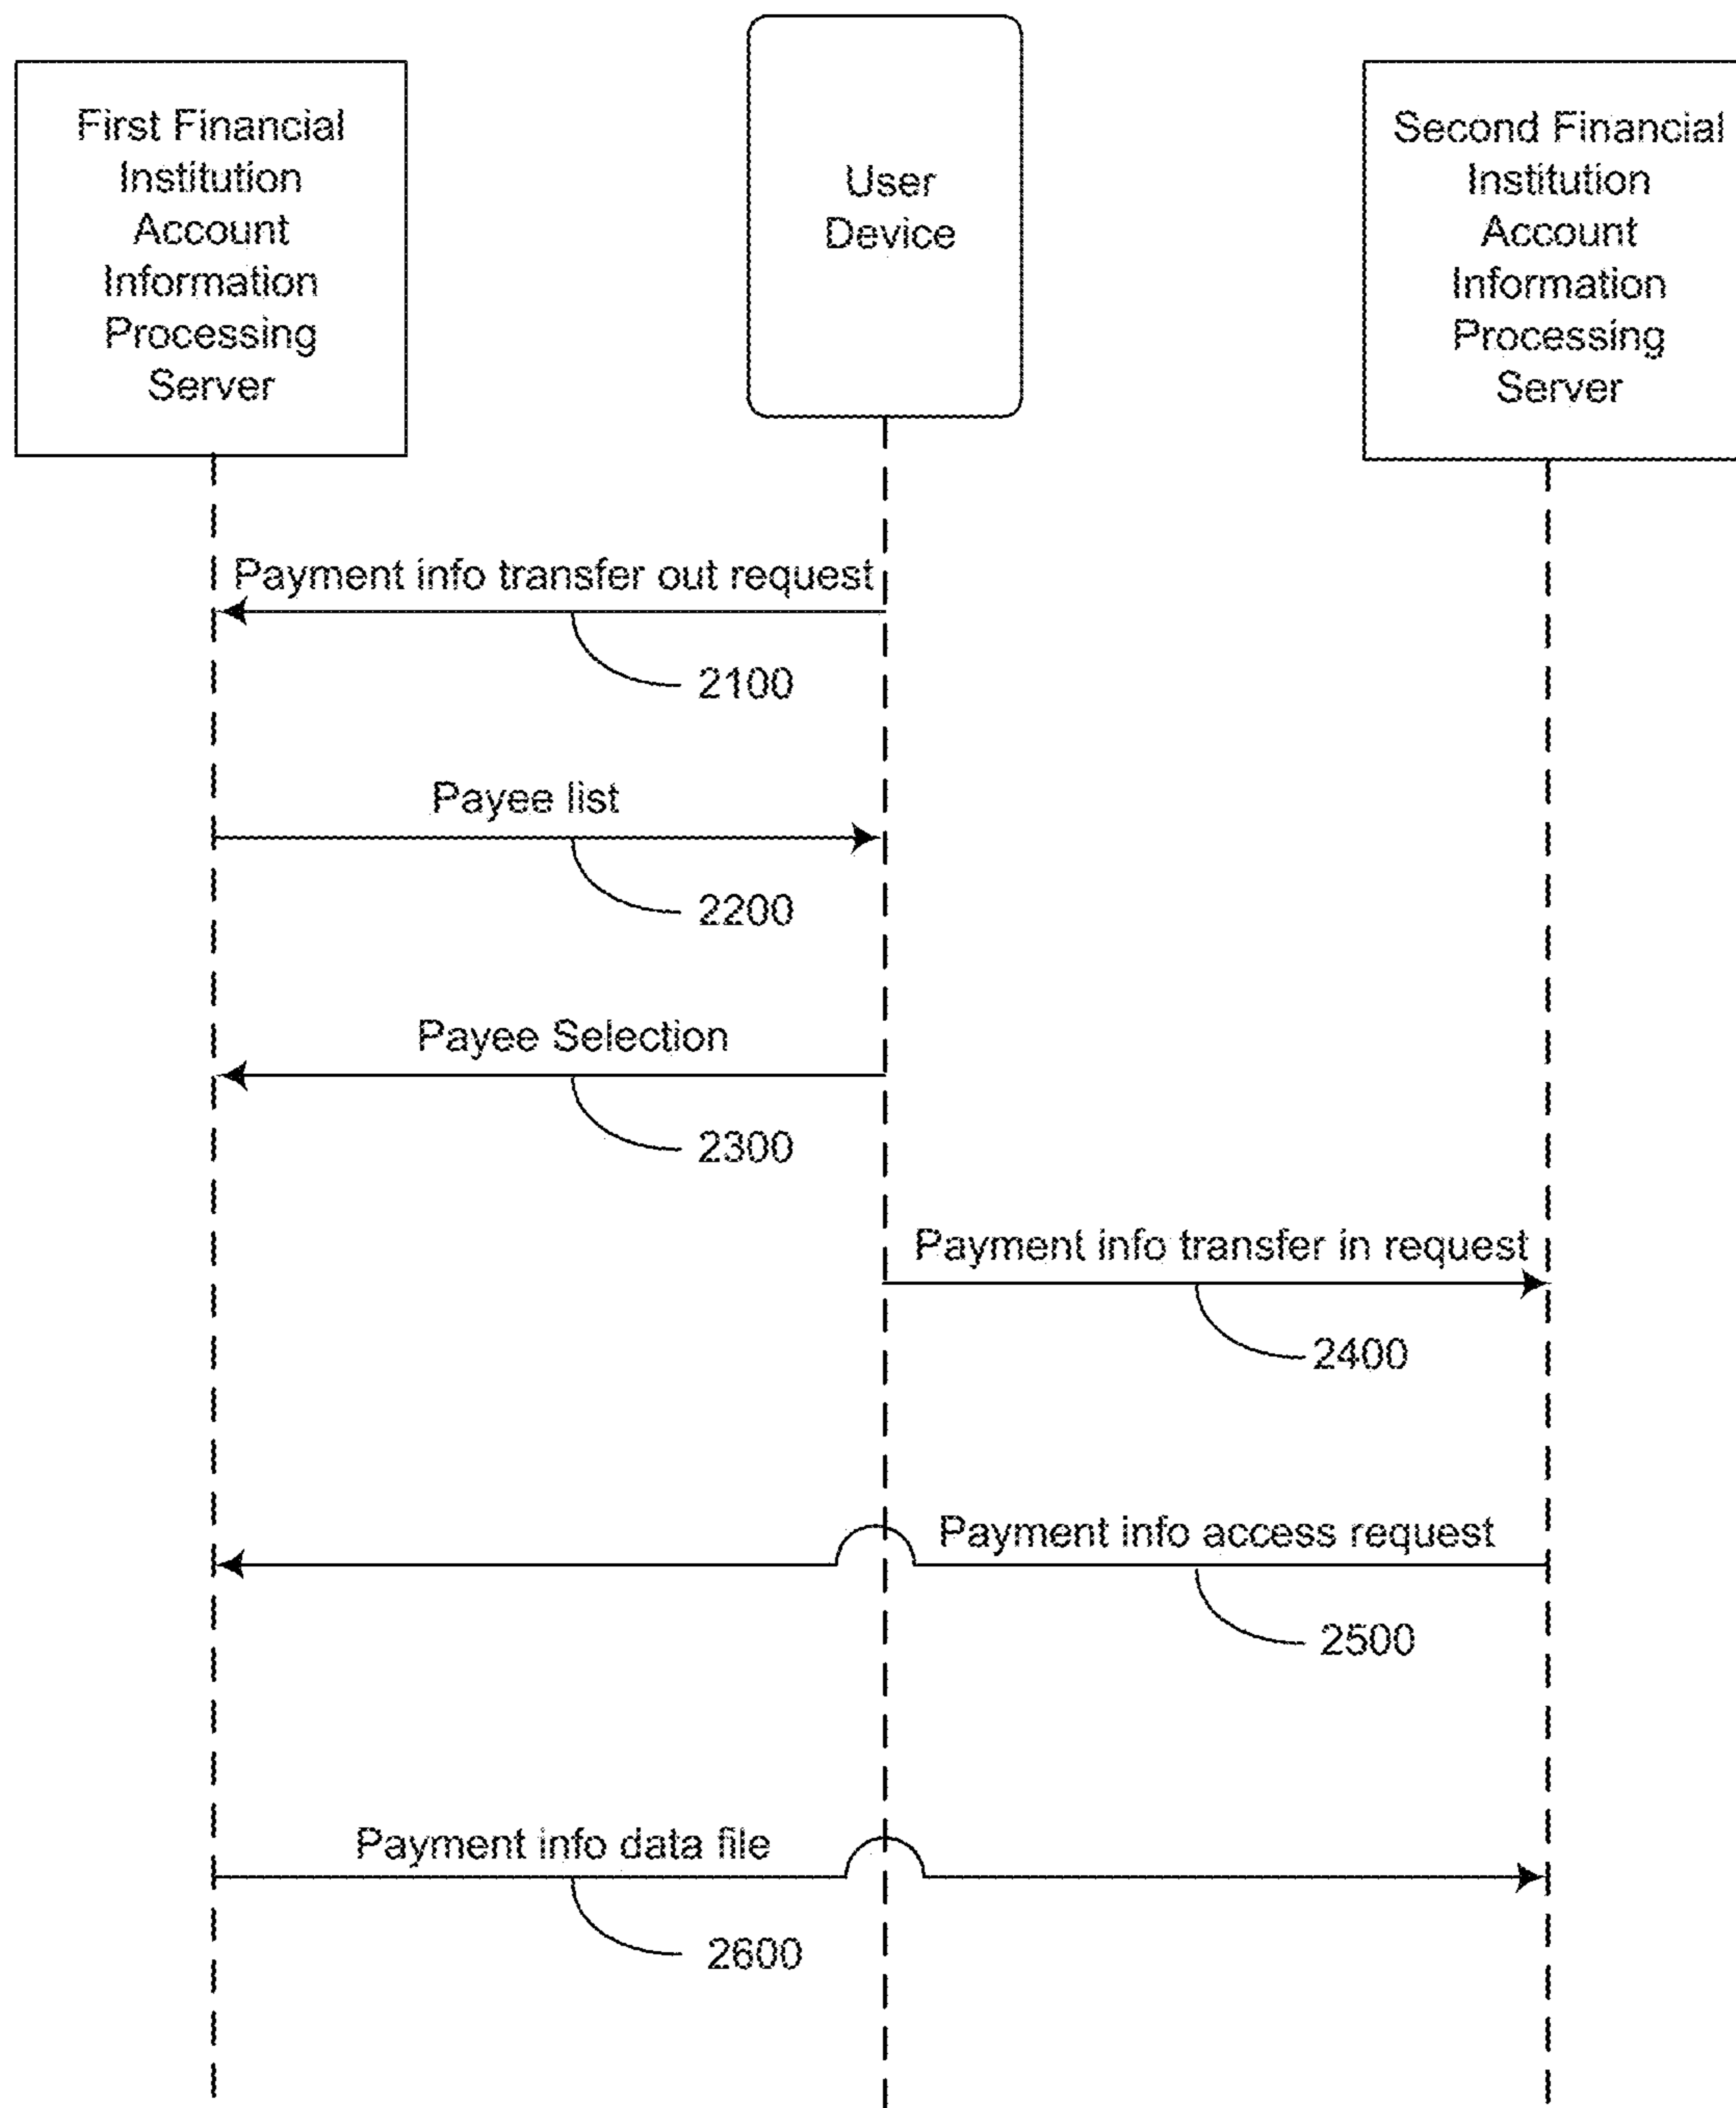 First Financial
Institution
Account
Information
Processing
Server
User
Device
Second Financial
Institution
Account
Information
Processing
Server
Payment info transfer out request
2100
Payee list
2200
Payee Selection
2300
Payment info transfer in request
2400
Payment info access request
2500
Payment info data file
2600